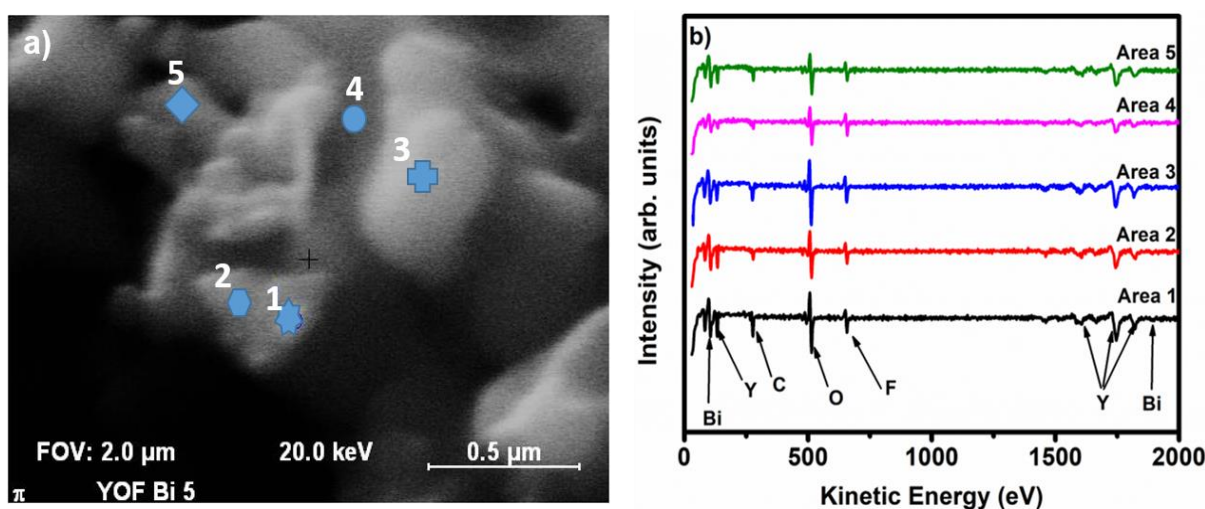 a)
5
4
3
2
1
FOV: 2.0 µm 20.0 keV 0.5 µm
π YOF Bi 5
b)
Area 5
Area 4
Area 3
Area 2
Area 1
Bi Y C O F Y Bi
Intensity (arb. units)
0 500 1000 1500 2000
Kinetic Energy (eV)